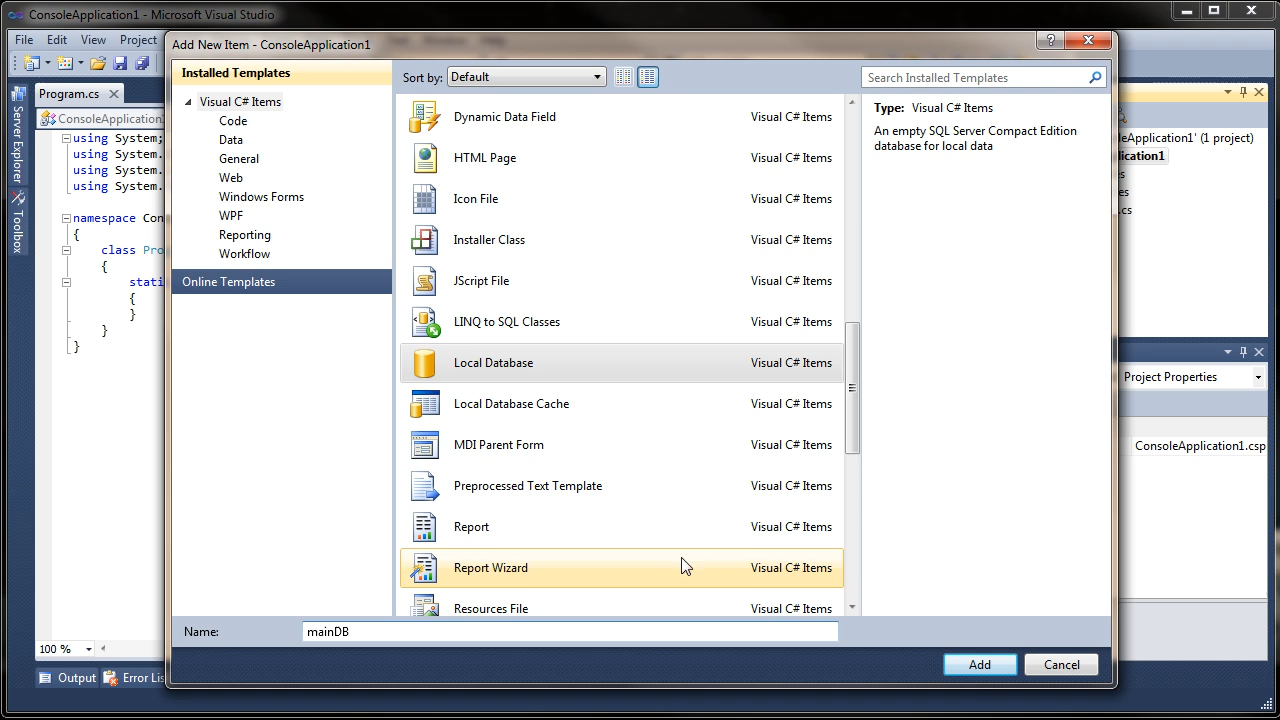 ConsoleApplication1 - Microsoft Visual Studio
File Edit View Project
Add New Item - ConsoleApplication1
Installed Templates
Sort by: Default
Search Installed Templates
Visual C# Items
Code
Data
General
Web
Windows Forms
WPF
Reporting
Workflow
Online Templates
Dynamic Data Field Visual C# Items
HTML Page Visual C# Items
Icon File Visual C# Items
Installer Class Visual C# Items
JScript File Visual C# Items
LINQ to SQL Classes Visual C# Items
Local Database Visual C# Items
Local Database Cache Visual C# Items
MDI Parent Form Visual C# Items
Preprocessed Text Template Visual C# Items
Report Visual C# Items
Report Wizard Visual C# Items
Resources File Visual C# Items
Type: Visual C# Items
An empty SQL Server Compact Edition
database for local data
Name: mainDB
Add Cancel
Server Explorer
Toolbox
Program.cs
ConsoleApplication
using System;
using System.
using System.
using System.
namespace Con
{
class Pro
{
stati
{
}
}
}
100 %
Output Error Lis
leApplication1' (1 project)
lication1
es
.cs
Project Properties
ConsoleApplication1.csp